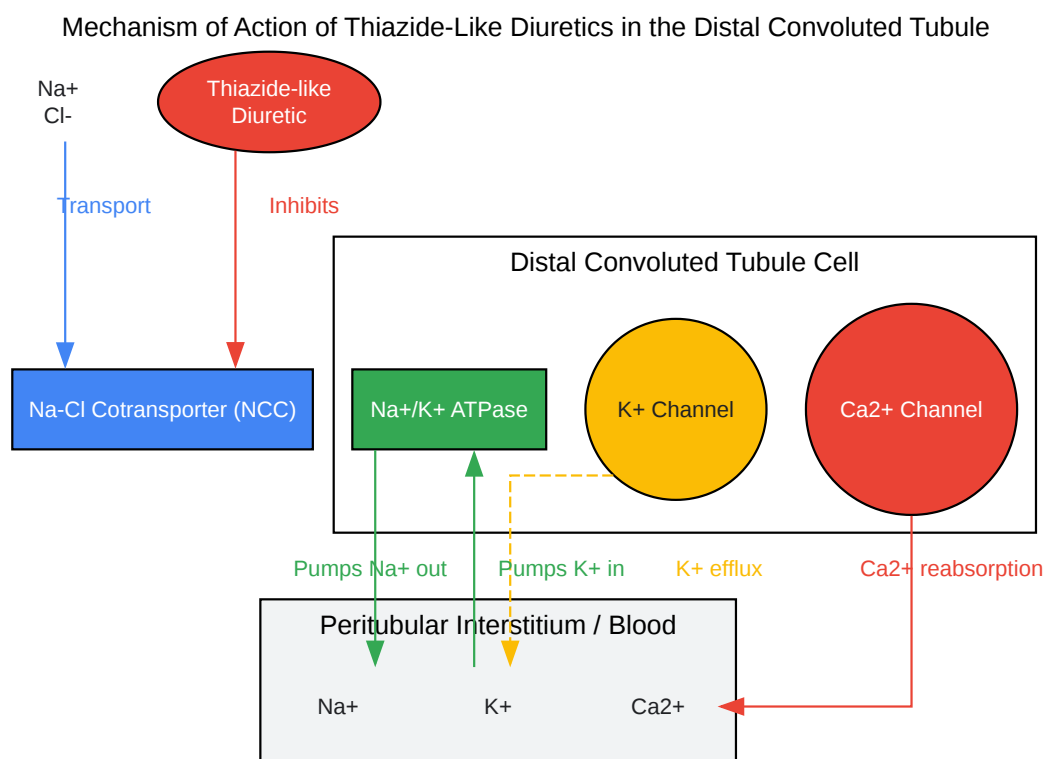 Mechanism of Action of Thiazide-Like Diuretics in the Distal Convoluted Tubule
Na+
Cl-
Thiazide-like
Diuretic
Transport
Inhibits
Distal Convoluted Tubule Cell
Na-Cl Cotransporter (NCC)
Na+/K+ ATPase
K+ Channel
Ca2+ Channel
Pumps Na+ out
Pumps K+ in
K+ efflux
Ca2+ reabsorption
Peritubular Interstitium / Blood
Na+
K+
Ca2+